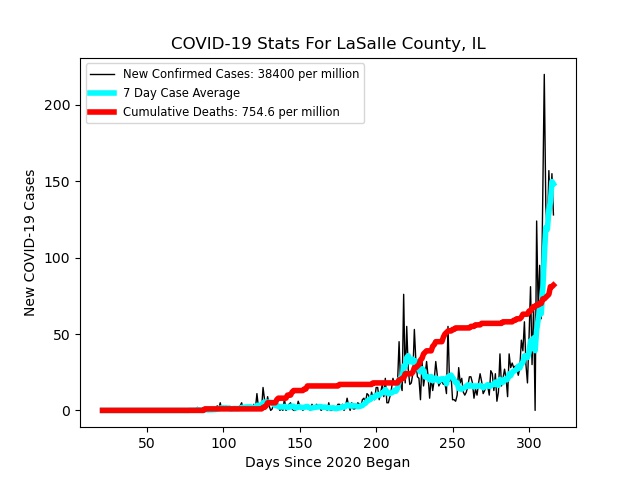 COVID-19 Stats For LaSalle County, IL
New Confirmed Cases: 38400 per million
7 Day Case Average
Cumulative Deaths: 754.6 per million
New COVID-19 Cases
200
150
100
50
0
50 100 150 200 250 300
Days Since 2020 Began